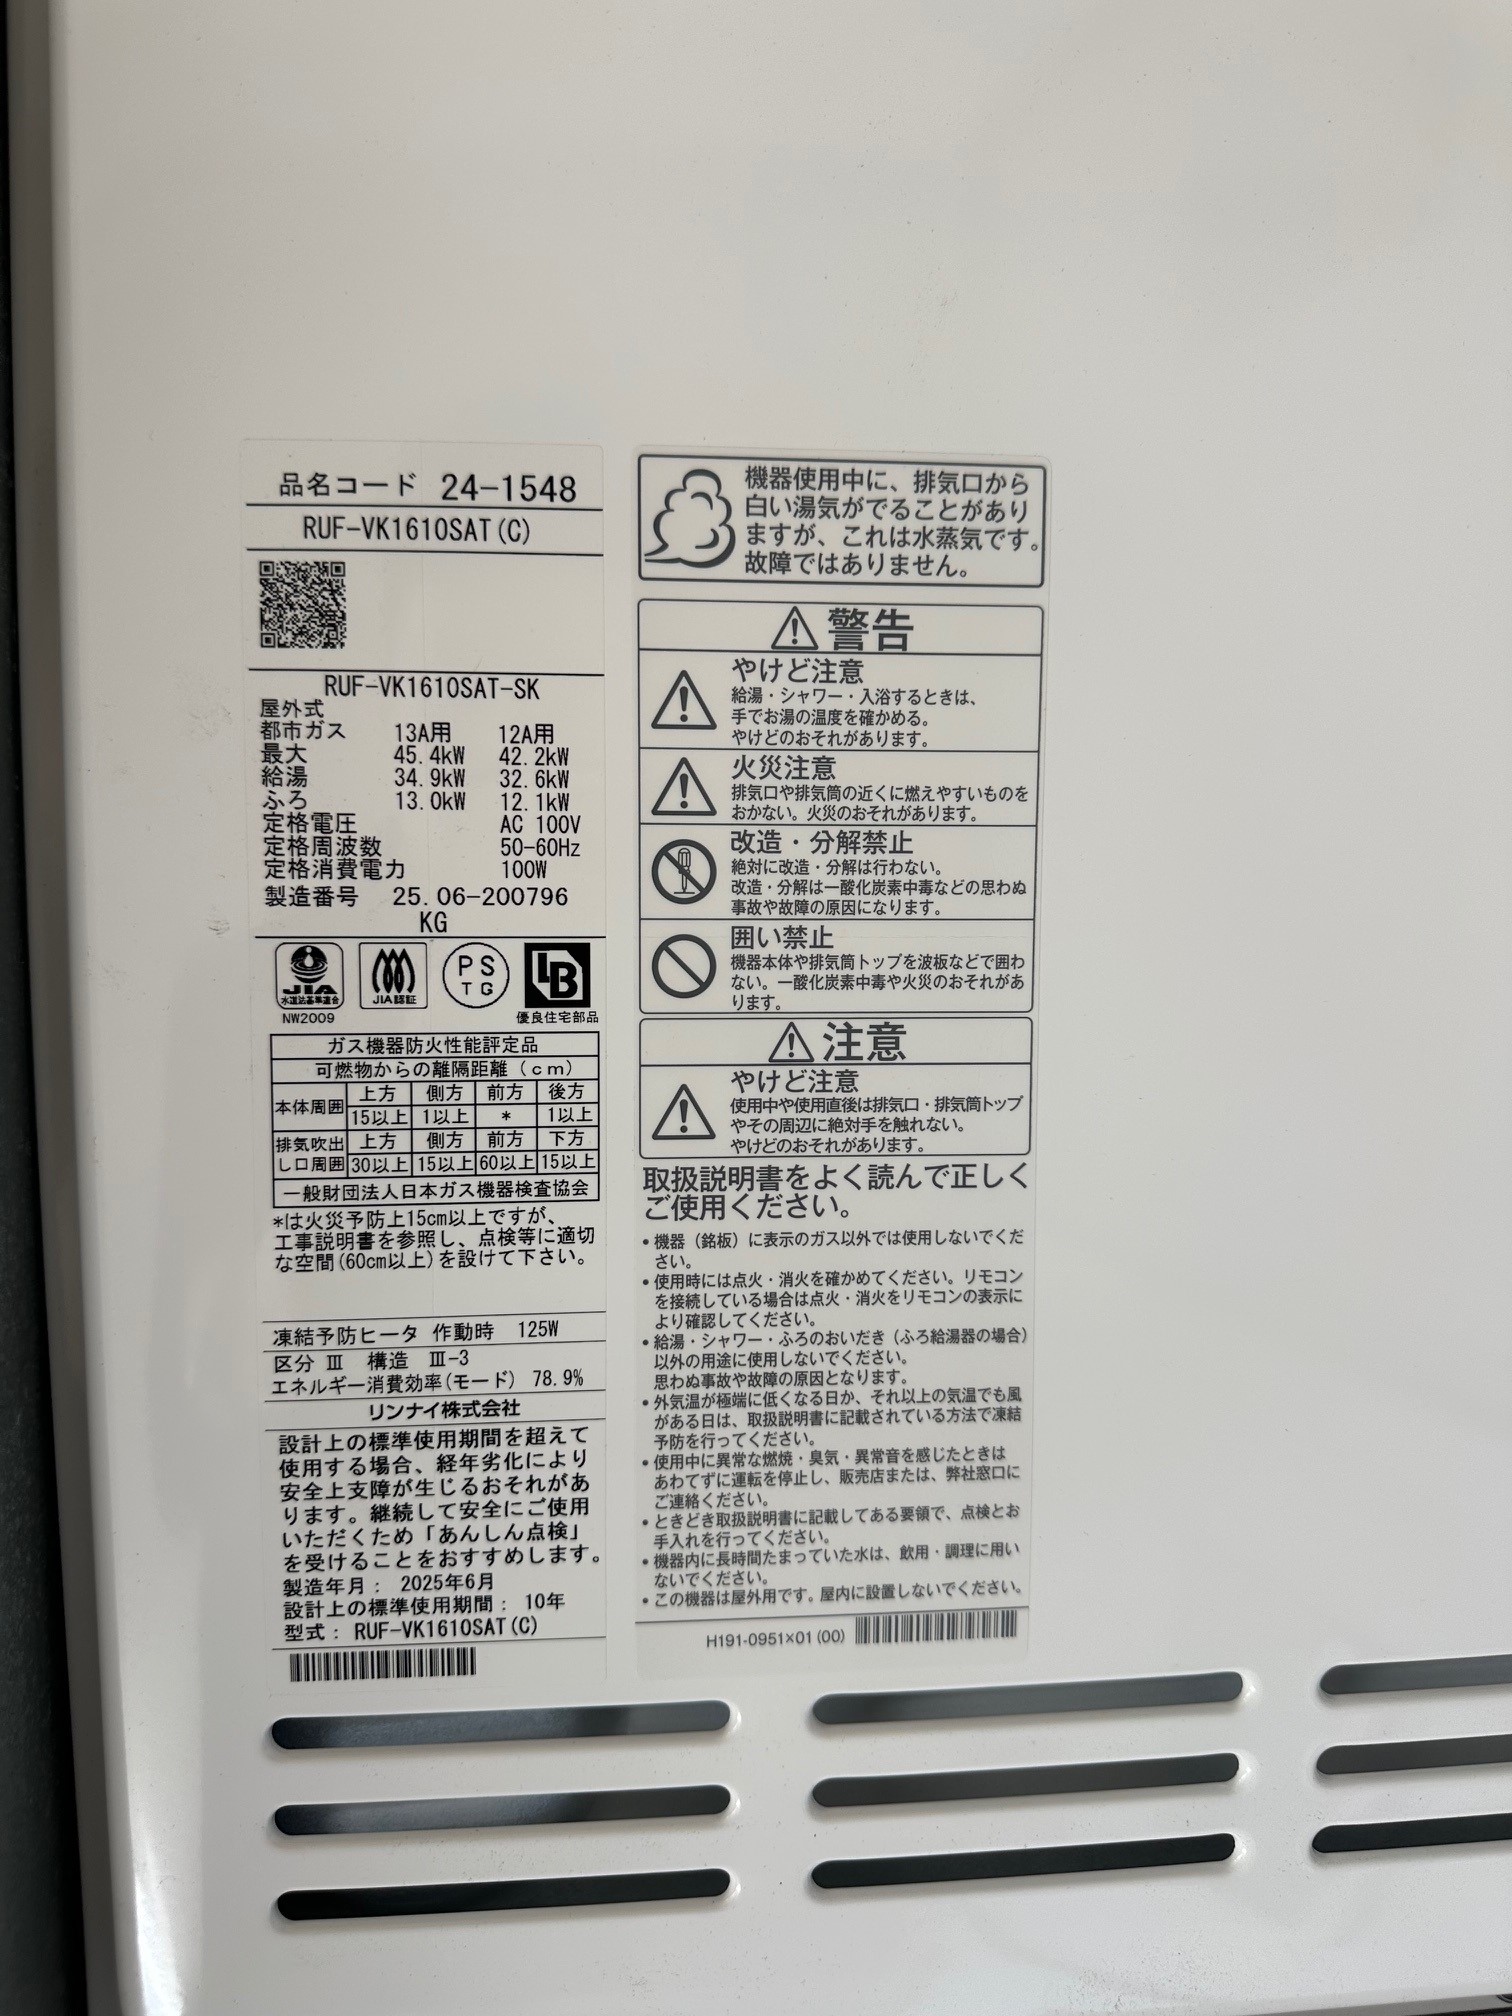 品名コード 24-1548
RUF-VK1610SAT(C)
RUF-VK1610SAT-SK
屋外式
都市ガス 13A用 12A用
最大 45.4kW 42.2kW
給湯 34.9kW 32.6kW
ふろ 13.0kW 12.1kW
定格電圧 AC 100V
定格周波数 50-60Hz
定格消費電力 100W
製造番号 25.06-200796
KG
JIA
水道法基準適合
NW2009
JIA認証
PS
TG
LB
優良住宅部品
ガス機器防火性能評定品
可燃物からの離隔距離(cm)
本体周囲 上方 側方 前方 後方
15以上 1以上 * 1以上
排気吹出し口周囲 上方 側方 前方 下方
30以上 15以上 60以上 15以上
一般財団法人日本ガス機器検査協会
*は火災予防上15cm以上ですが、
工事説明書を参照し、点検等に適切
な空間(60cm以上)を設けて下さい。
凍結予防ヒータ 作動時 125W
区分 Ⅲ 構造 Ⅲ-3
エネルギー消費効率(モード) 78.9%
リンナイ株式会社
設計上の標準使用期間を超えて
使用する場合、経年劣化により
安全上支障が生じるおそれがあ
ります。継続して安全にご使用
いただくため「あんしん点検」
を受けることをおすすめします。
製造年月: 2025年6月
設計上の標準使用期間: 10年
型式: RUF-VK1610SAT(C)
機器使用中に、排気口から
白い湯気がでることがあり
ますが、これは水蒸気です。
故障ではありません。
警告
やけど注意
給湯・シャワー・入浴するときは、
手でお湯の温度を確かめる。
やけどのおそれがあります。
火災注意
排気口や排気筒の近くに燃えやすいものを
おかない。火災のおそれがあります。
改造・分解禁止
絶対に改造・分解は行わない。
改造・分解は一酸化炭素中毒などの思わぬ
事故や故障の原因になります。
囲い禁止
機器本体や排気筒トップを波板などで囲わ
ない。一酸化炭素中毒や火災のおそれがあ
ります。
注意
やけど注意
使用中や使用直後は排気口・排気筒トップ
やその周辺に絶対手を触れない。
やけどのおそれがあります。
取扱説明書をよく読んで正しく
ご使用ください。
・機器(銘板)に表示のガス以外では使用しないでくだ
さい。
・使用時には点火・消火を確かめてください。リモコン
を接続している場合は点火・消火をリモコンの表示に
より確認してください。
・給湯・シャワー・ふろのおいだき(ふろ給湯器の場合)
以外の用途に使用しないでください。
思わぬ事故や故障の原因となります。
・外気温が極端に低くなる日か、それ以上の気温でも風
がある日は、取扱説明書に記載されている方法で凍結
予防を行ってください。
・使用中に異常な燃焼・臭気・異常音を感じたときは
あわてずに運転を停止し、販売店または、弊社窓口に
ご連絡ください。
・ときどき取扱説明書に記載してある要領で、点検とお
手入れを行ってください。
・機器内に長時間たまっていた水は、飲用・調理に用い
ないでください。
・この機器は屋外用です。屋内に設置しないでください。
H191-0951×01(00)